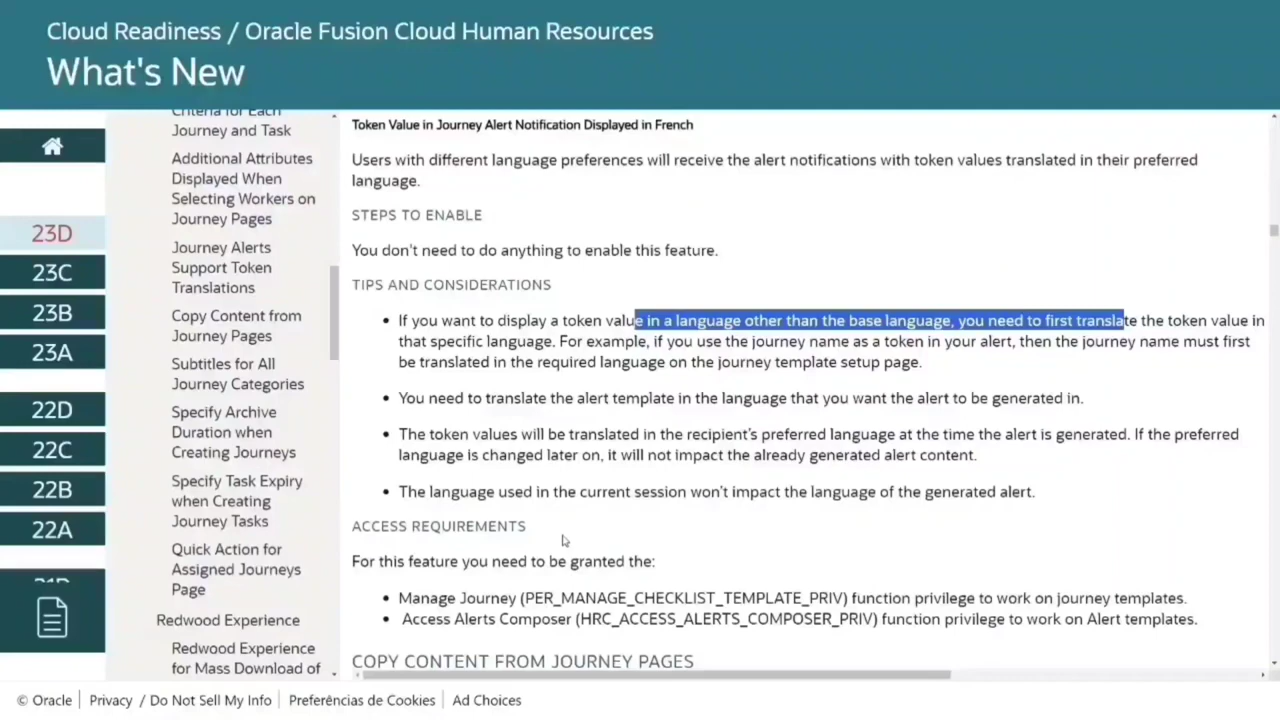 Cloud Readiness / Oracle Fusion Cloud Human Resources
What's New
23D
23C
23B
23A
22D
22C
22B
22A
21D
Criteria for Each
Journey and Task
Additional Attributes
Displayed When
Selecting Workers on
Journey Pages
Journey Alerts
Support Token
Translations
Copy Content from
Journey Pages
Subtitles for All
Journey Categories
Specify Archive
Duration when
Creating Journeys
Specify Task Expiry
when Creating
Journey Tasks
Quick Action for
Assigned Journeys
Page
Redwood Experience
Redwood Experience
for Mass Download of
Token Value in Journey Alert Notification Displayed in French
Users with different language preferences will receive the alert notifications with token values translated in their preferred
language.
STEPS TO ENABLE
You don't need to do anything to enable this feature.
TIPS AND CONSIDERATIONS
• If you want to display a token value in a language other than the base language, you need to first translate the token value in
that specific language. For example, if you use the journey name as a token in your alert, then the journey name must first
be translated in the required language on the journey template setup page.
• You need to translate the alert template in the language that you want the alert to be generated in.
• The token values will be translated in the recipient's preferred language at the time the alert is generated. If the preferred
language is changed later on, it will not impact the already generated alert content.
• The language used in the current session won't impact the language of the generated alert.
ACCESS REQUIREMENTS
For this feature you need to be granted the:
• Manage Journey (PER_MANAGE_CHECKLIST_TEMPLATE_PRIV) function privilege to work on journey templates.
• Access Alerts Composer (HRC_ACCESS_ALERTS_COMPOSER_PRIV) function privilege to work on Alert templates.
COPY CONTENT FROM JOURNEY PAGES
© Oracle | Privacy / Do Not Sell My Info | Preferências de Cookies | Ad Choices